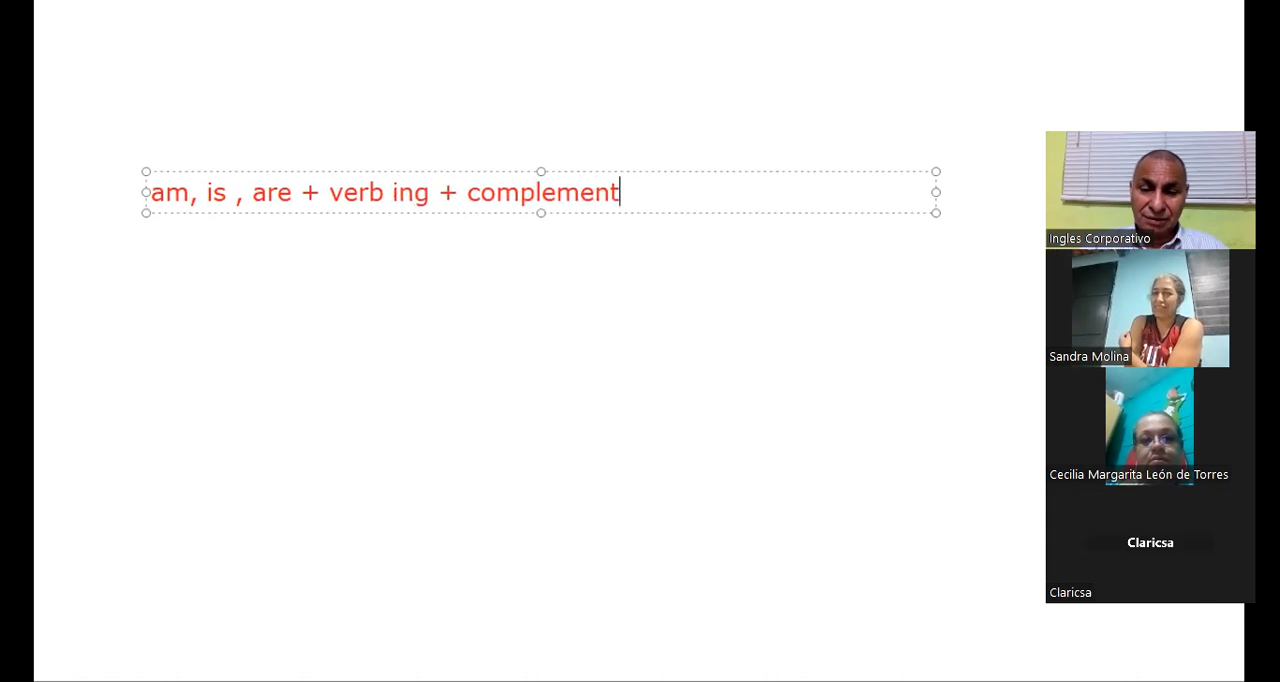 am, is , are + verb ing + complement
Ingles Corporativo
Sandra Molina
Cecilia Margarita León de Torres
Claricsa
Claricsa